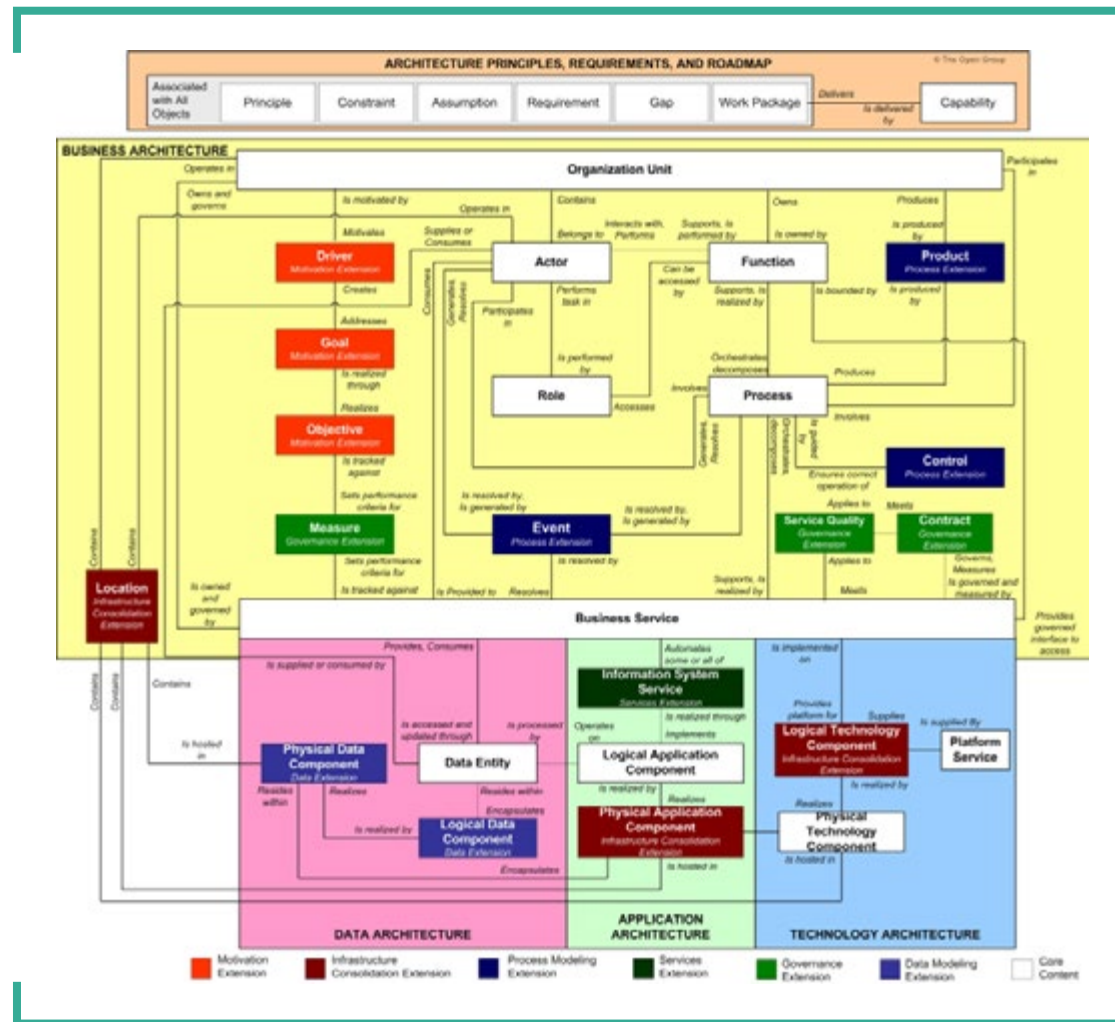 ARCHITECTURE PRINCIPLES, REQUIREMENTS, AND ROADMAP
© The Open Group
Associated
with All
Objects
Principle
Constraint
Assumption
Requirement
Gap
Work Package
Delivers
Is delivered
by
Capability
BUSINESS ARCHITECTURE
Operates in
Organization Unit
Participates
in
Owns and
governs
Is motivated by
Operates in
Contains
Owns
Produces
Motivates
Supplies or
Consumes
Belongs to
Interacts with,
Performs
Supports, Is
performed by
Is owned by
Is produced
by
Driver
Motivation Extension
Actor
Function
Product
Process Extension
Creates
Consumes
Generates,
Resolves
Participates
in
Performs
task in
Can be
accessed
by
Supports, Is
realized by
Is bounded by
Is produced by
Addresses
Goal
Motivation Extension
Is realized
through
Is performed
by
Orchestrates
decomposes
Produces
Realizes
Role
Accesses
Involves
Process
Involves
Objective
Motivation Extension
Is tracked
against
Generates,
Resolves
Orchestrates
decomposes
Is guided
by
Control
Process Extension
Ensures correct
operation of
Sets performance
criteria for
Is resolved by,
Is generated by
Is resolved by,
Is generated by
Applies to
Meets
Measure
Governance Extension
Event
Process Extension
Service Quality
Governance
Extension
Contract
Governance
Extension
Contains
Contains
Sets performance
criteria for
Is resolved by
Applies to
Governs,
Measures
Location
Infrastructure
Consolidation
Extension
Is owned
and
governed
by
Is tracked against
Is Provided to
Resolves
Supports, Is
realized by
Meets
Is governed and
measured by
Business Service
Provides
governed
interface to
access
Provides, Consumes
Automates
some or all of
Is implemented
on
Is supplied or consumed by
Contains
Contains
Contains
Information System
Service
Services Extension
Is accessed and
updated through
Is processed
by
Operates
on
Is realized through
Implements
Provides
platform for
Supplies
Is supplied By
Is hosted
in
Physical Data
Component
Data Extension
Data Entity
Logical Application
Component
Logical Technology
Component
Infrastructure Consolidation
Extension
Platform
Service
Resides
within
Realizes
Resides within
Is realized by
Is realized by
Encapsulates
Realizes
Realizes
Is realized by
Logical Data
Component
Data Extension
Physical Application
Component
Infrastructure Consolidation
Extension
Physical
Technology
Component
Encapsulates
Is hosted in
Is hosted in
DATA ARCHITECTURE
APPLICATION
ARCHITECTURE
TECHNOLOGY ARCHITECTURE
Motivation
Extension
Infrastructure
Consolidation Extension
Process Modeling
Extension
Services
Extension
Governance
Extension
Data Modeling
Extension
Core
Content